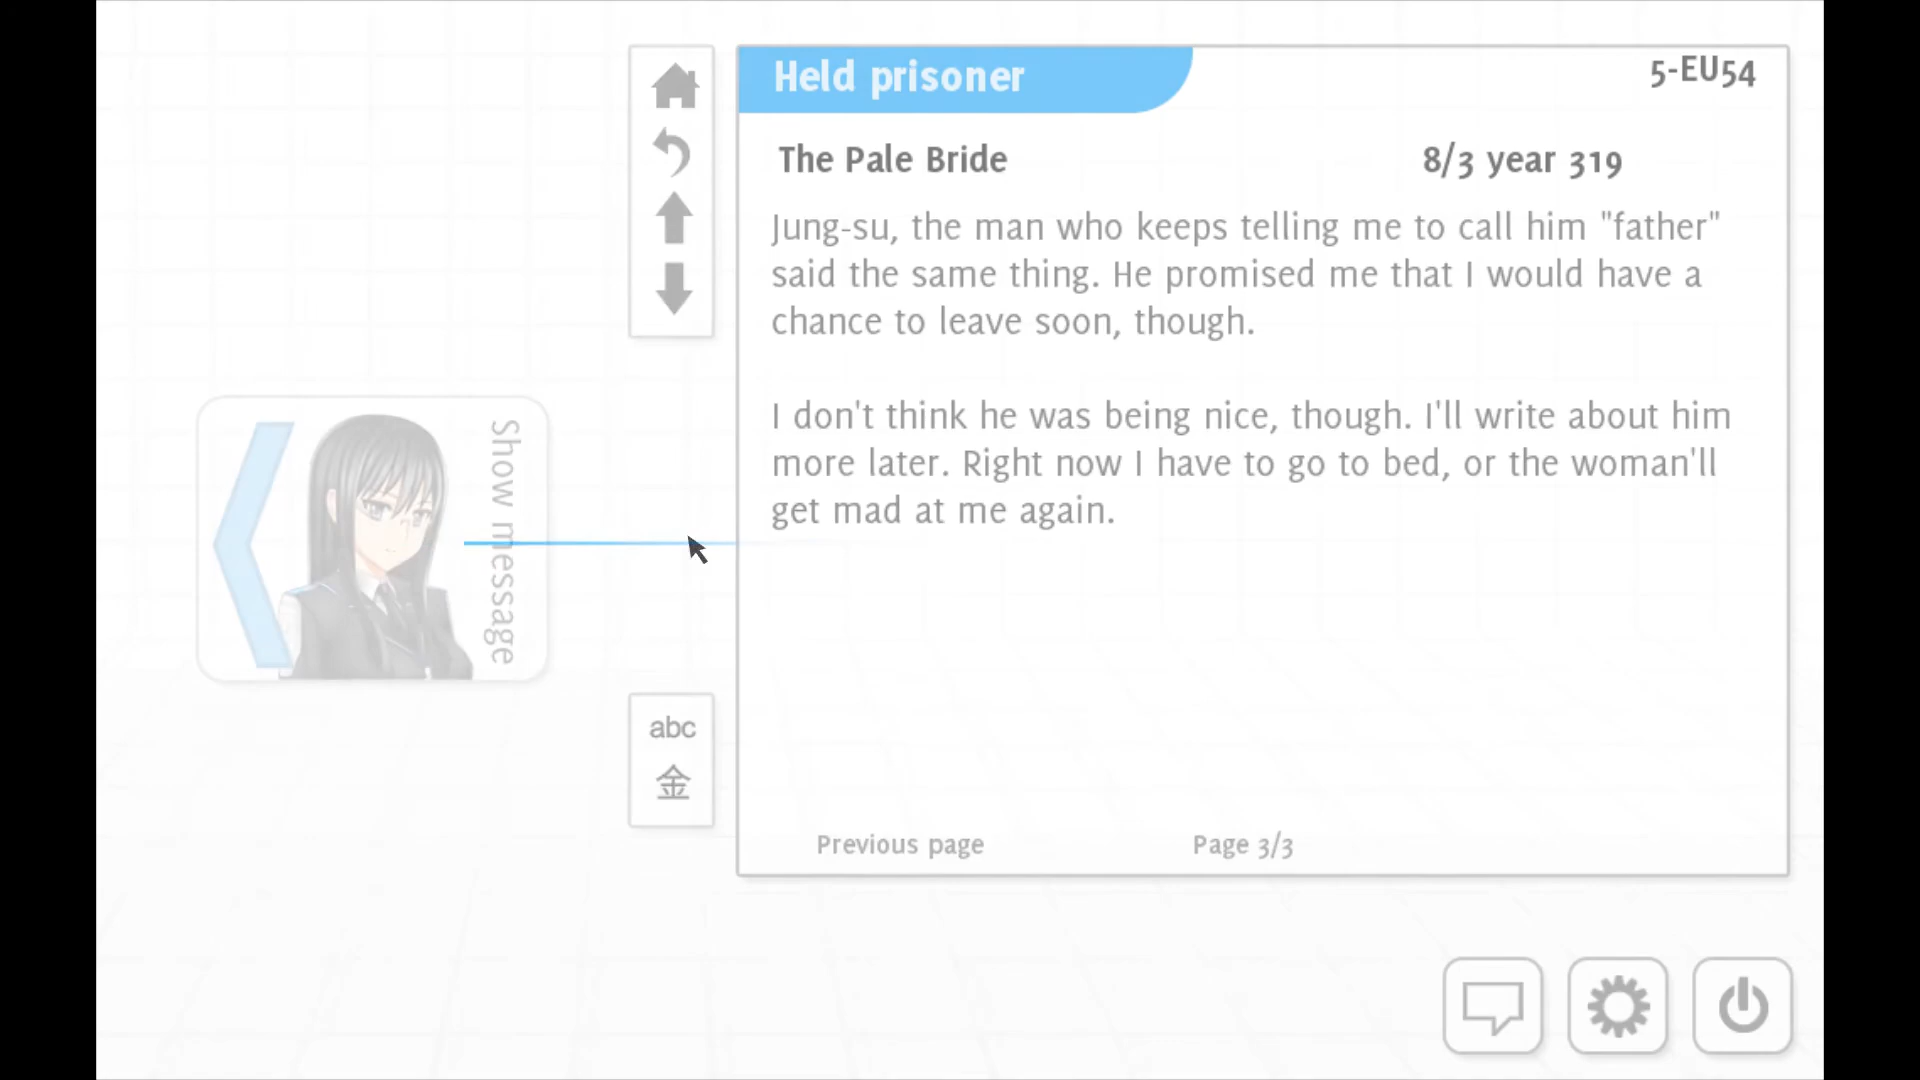 Held prisoner
5-EU54
The Pale Bride
8/3 year 319
Jung-su, the man who keeps telling me to call him "father"
said the same thing. He promised me that I would have a
chance to leave soon, though.
I don't think he was being nice, though. I'll write about him
more later. Right now I have to go to bed, or the woman'll
get mad at me again.
Show message
abc
金
Previous page
Page 3/3